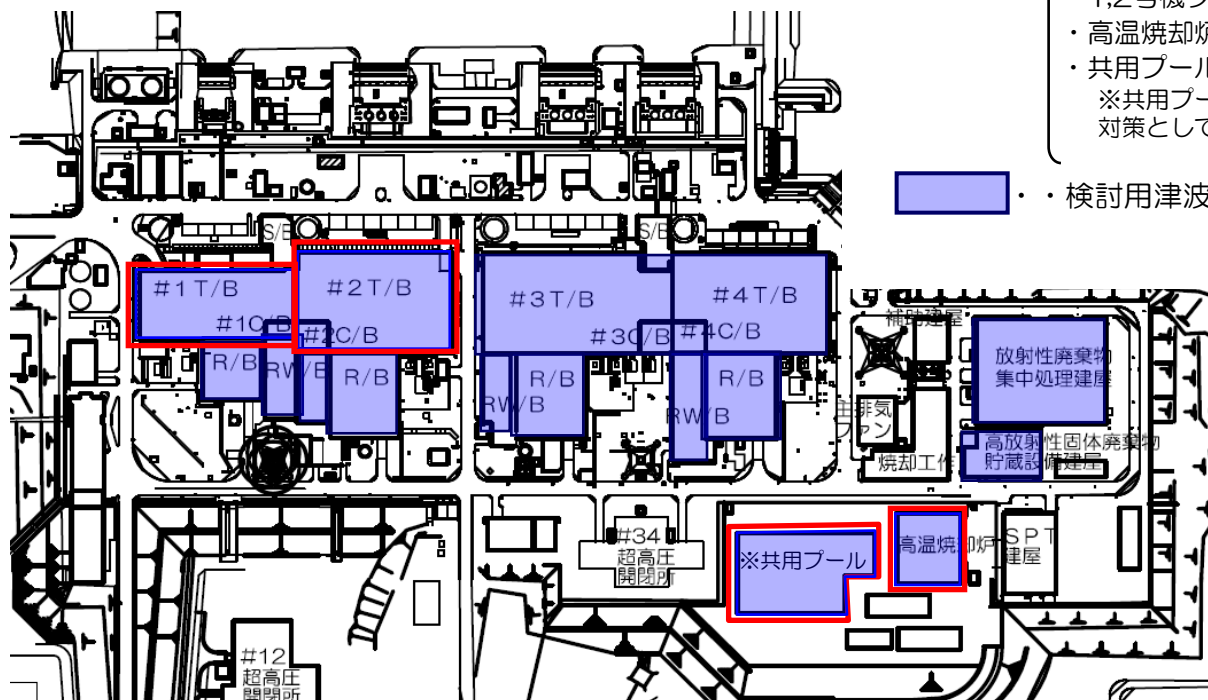 1,2号機
・高温焼却炉
・共用プール
※共用プー
対策として
・・検討用津波
S/B
S/B
#1T/B
#2T/B
#3T/B
#4T/B
#1C/B
#2C/B
#3C/B
#4C/B
補助建屋
R/B
RW/B
R/B
R/B
R/B
RW/B
RW/B
放射性廃棄物
集中処理建屋
主排気
ファン
焼却工作
高放射性固体廃棄物
貯蔵設備建屋
#34
超高圧
開閉所
※共用プール
高温焼却炉
SPT
建屋
#12
超高圧
開閉所